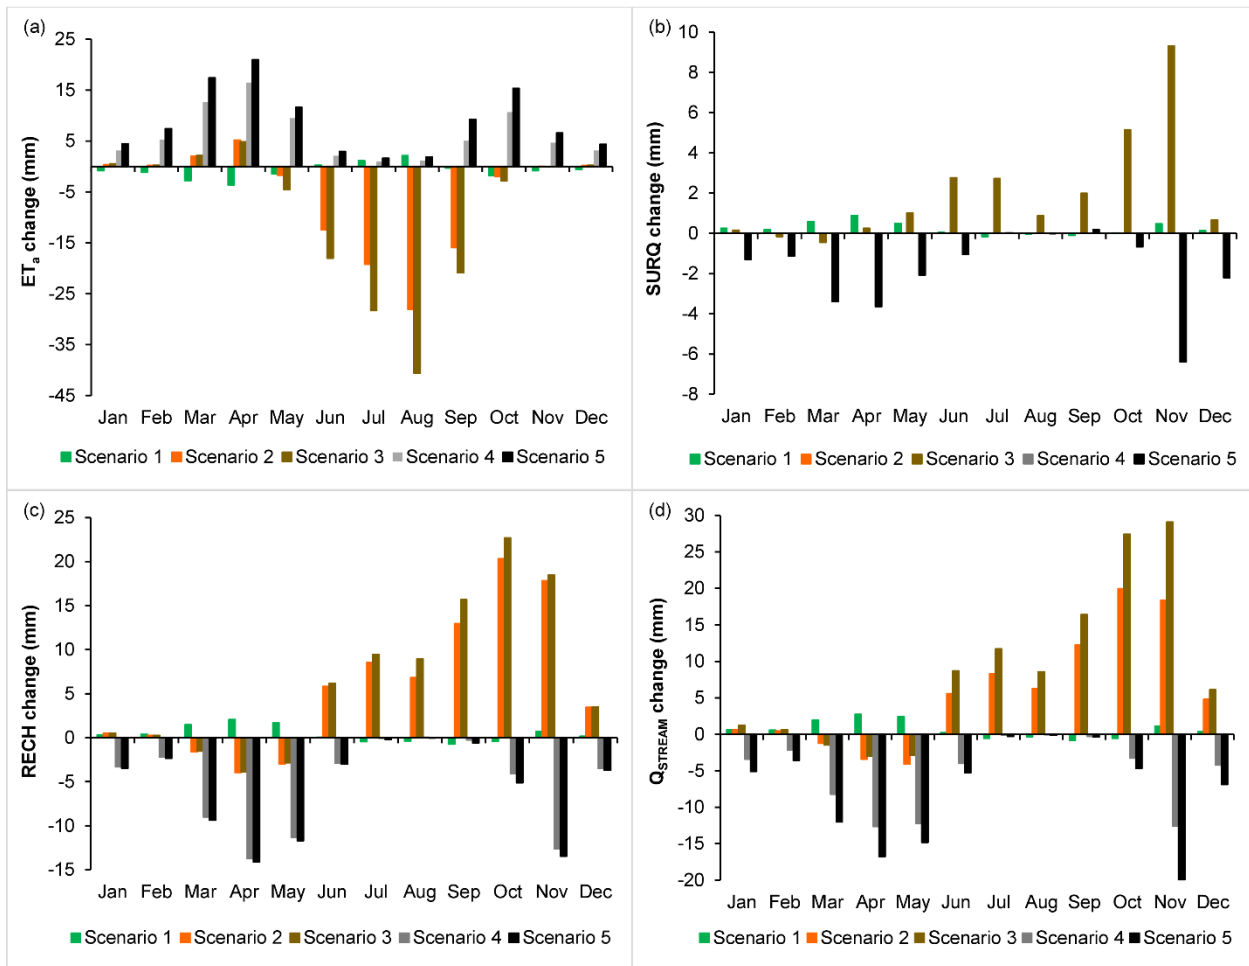 (a)
25
15
5
-5
-15
-25
-35
-45
ETa change (mm)
Jan Feb Mar Apr May Jun Jul Aug Sep Oct Nov Dec
Scenario 1 Scenario 2 Scenario 3 Scenario 4 Scenario 5
(b)
10
8
6
4
2
0
-2
-4
-6
-8
SURQ change (mm)
Jan Feb Mar Apr May Jun Jul Aug Sep Oct Nov Dec
Scenario 1 Scenario 2 Scenario 3 Scenario 4 Scenario 5
(c)
25
20
15
10
5
0
-5
-10
-15
RECH change (mm)
Jan Feb Mar Apr May Jun Jul Aug Sep Oct Nov Dec
Scenario 1 Scenario 2 Scenario 3 Scenario 4 Scenario 5
(d)
30
25
20
15
10
5
0
-5
-10
-15
-20
QSTREAM change (mm)
Jan Feb Mar Apr May Jun Jul Aug Sep Oct Nov Dec
Scenario 1 Scenario 2 Scenario 3 Scenario 4 Scenario 5